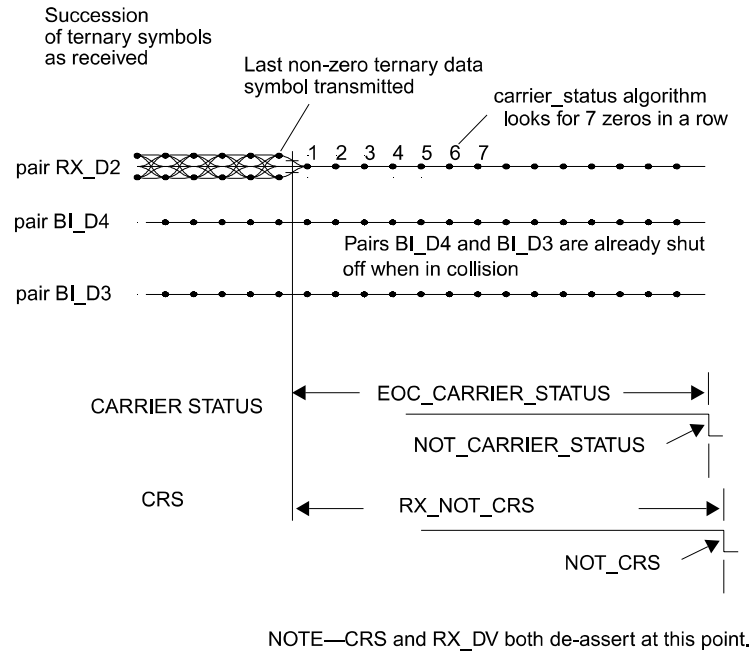 Succession
of ternary symbols
as received
Last non-zero ternary data
symbol transmitted
carrier_status algorithm
looks for 7 zeros in a row
1 2 3 4 5 6 7
pair RX_D2
pair BI_D4
Pairs BI_D4 and BI_D3 are already shut
off when in collision
pair BI_D3
EOC_CARRIER_STATUS
CARRIER STATUS
NOT_CARRIER_STATUS
CRS
RX_NOT_CRS
NOT_CRS
NOTE—CRS and RX_DV both de-assert at this point.